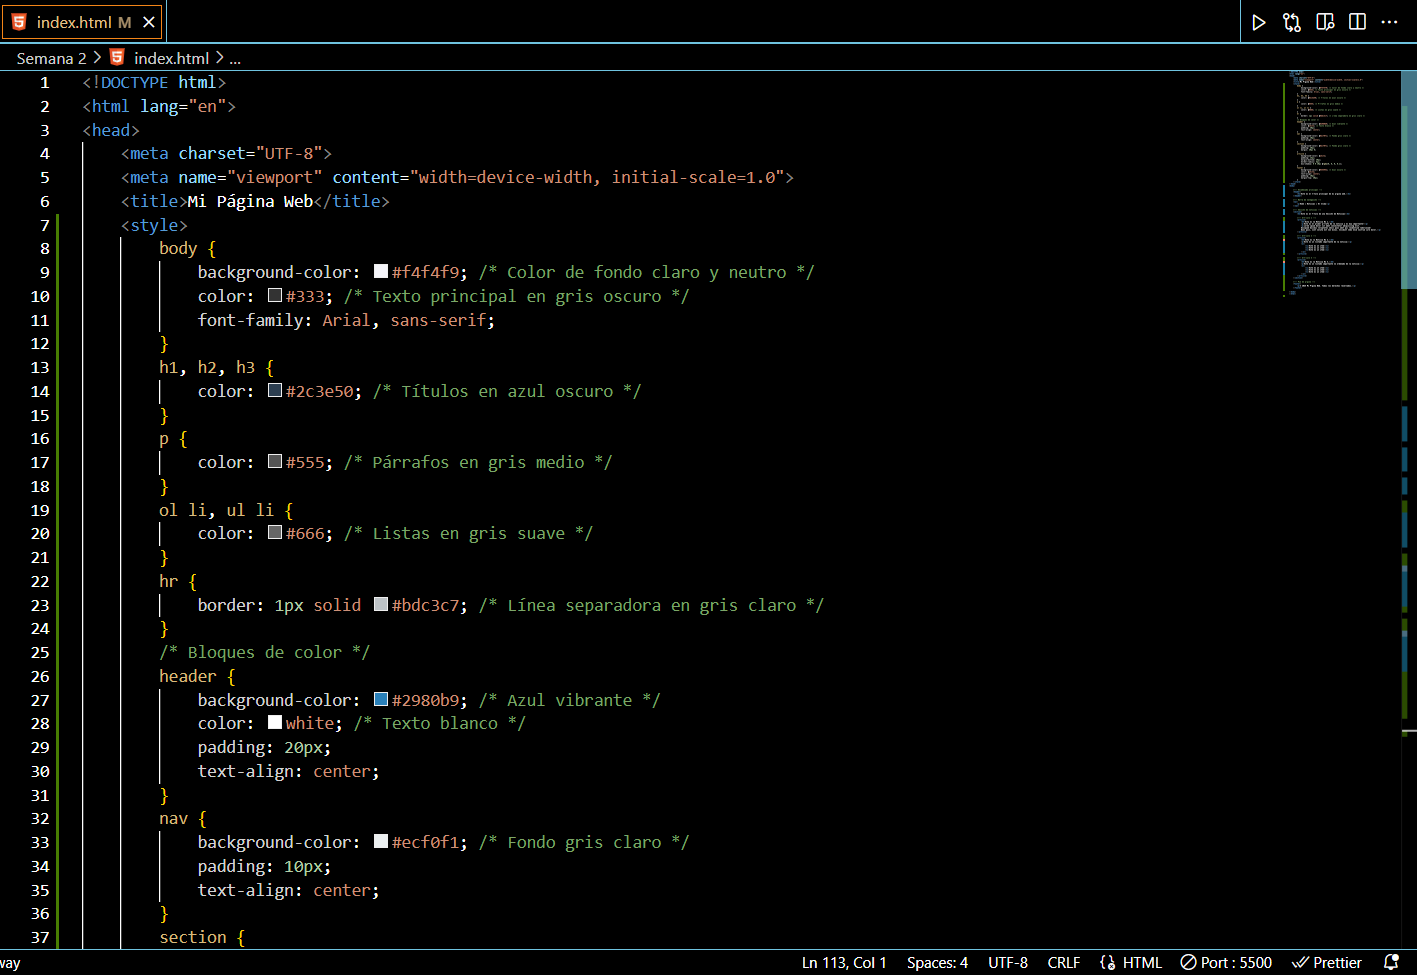 index.html M
Semana 2 > index.html > ...
1 <!DOCTYPE html>
2 <html lang="en">
3 <head>
4 <meta charset="UTF-8">
5 <meta name="viewport" content="width=device-width, initial-scale=1.0">
6 <title>Mi Página Web</title>
7 <style>
8 body {
9 background-color: #f4f4f9; /* Color de fondo claro y neutro */
10 color: #333; /* Texto principal en gris oscuro */
11 font-family: Arial, sans-serif;
12 }
13 h1, h2, h3 {
14 color: #2c3e50; /* Títulos en azul oscuro */
15 }
16 p {
17 color: #555; /* Párrafos en gris medio */
18 }
19 ol li, ul li {
20 color: #666; /* Listas en gris suave */
21 }
22 hr {
23 border: 1px solid #bdc3c7; /* Línea separadora en gris claro */
24 }
25 /* Bloques de color */
26 header {
27 background-color: #2980b9; /* Azul vibrante */
28 color: white; /* Texto blanco */
29 padding: 20px;
30 text-align: center;
31 }
32 nav {
33 background-color: #ecf0f1; /* Fondo gris claro */
34 padding: 10px;
35 text-align: center;
36 }
37 section {
way Ln 113, Col 1 Spaces: 4 UTF-8 CRLF HTML Port : 5500 Prettier